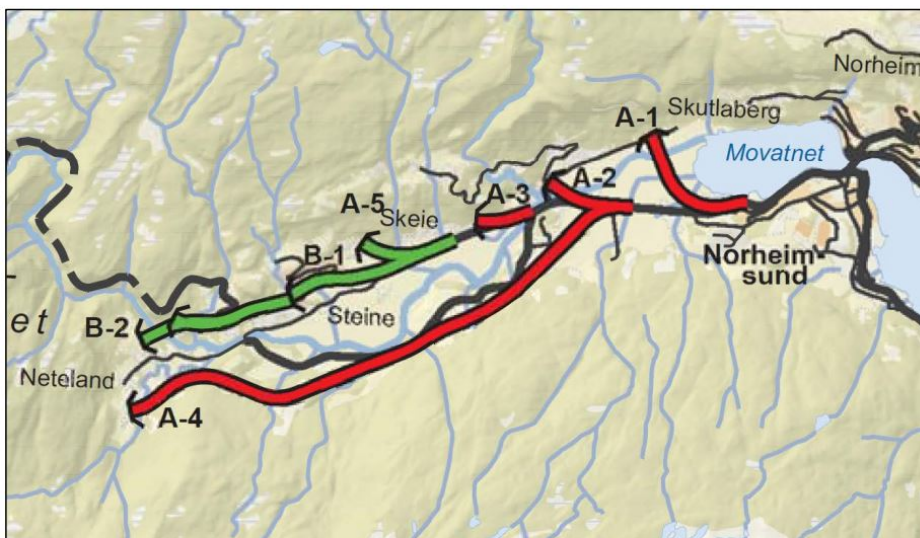 Norheim
Skutlaberg
A-1
Movatnet
A-2
A-3
A-5
Skeie
Norheim-
sund
B-1
Steine
et
B-2
Neteland
A-4